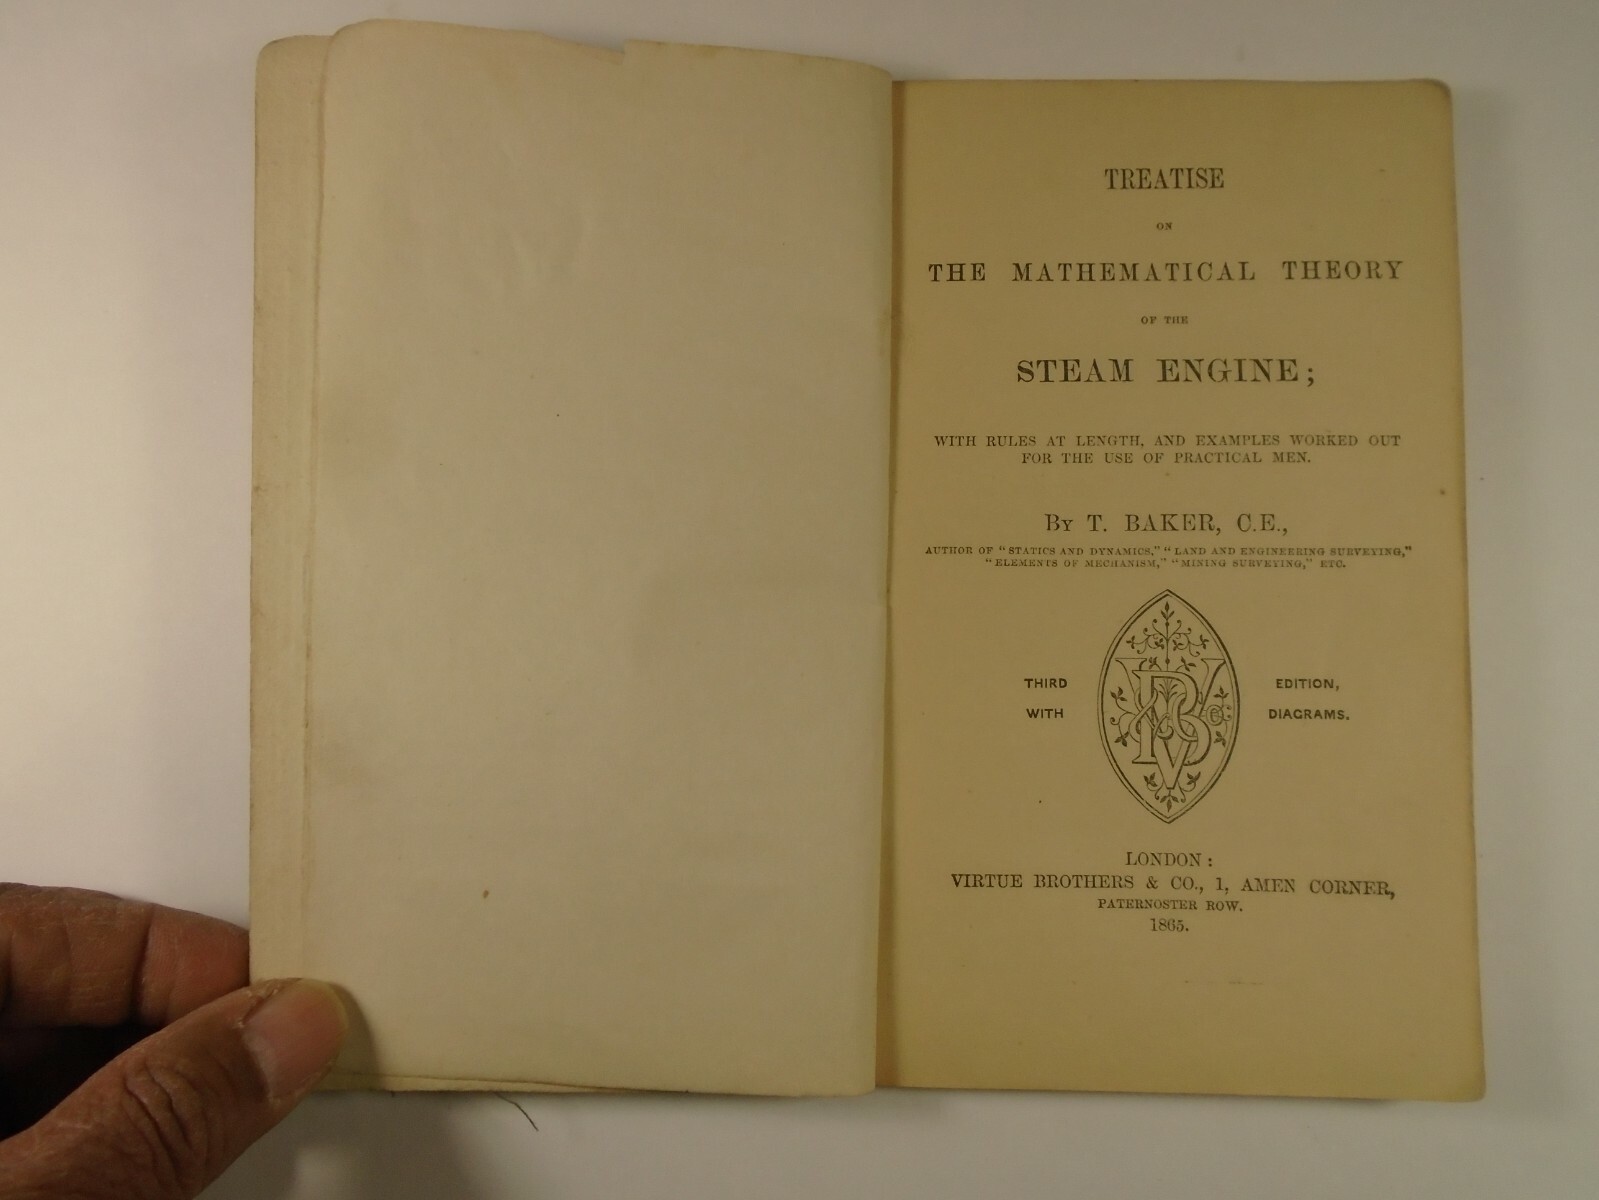 TREATISE
ON
THE MATHEMATICAL THEORY
OF THE
STEAM ENGINE;
WITH RULES AT LENGTH, AND EXAMPLES WORKED OUT
FOR THE USE OF PRACTICAL MEN.
BY T. BAKER, C.E.,
AUTHOR OF "STATICS AND DYNAMICS," "LAND AND ENGINEERING SURVEYING,"
"ELEMENTS OF MECHANISM," "MINING SURVEYING," ETC.
THIRD EDITION,
WITH DIAGRAMS.
LONDON:
VIRTUE BROTHERS & CO., 1, AMEN CORNER,
PATERNOSTER ROW.
1865.